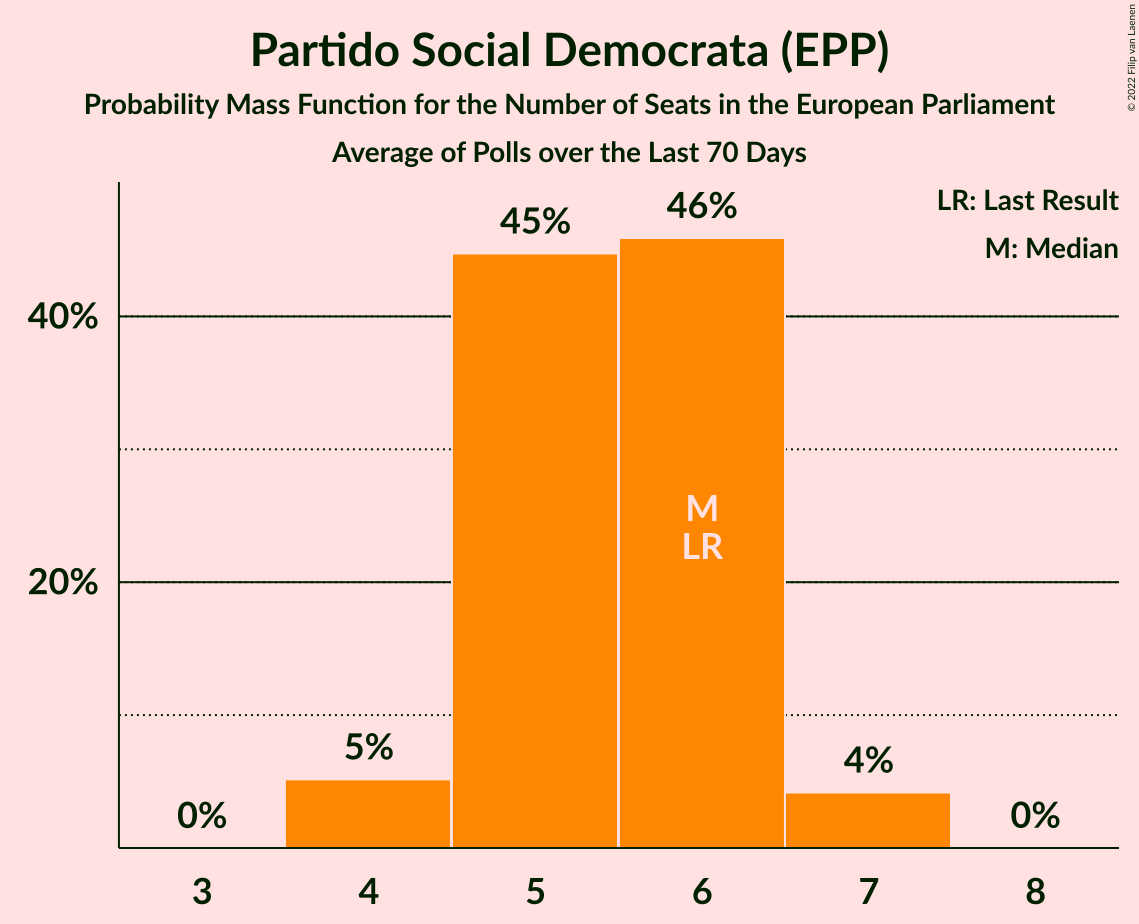 Partido Social Democrata (EPP)
Probability Mass Function for the Number of Seats in the European Parliament
Average of Polls over the Last 70 Days
© 2022 Filip van Laenen
LR: Last Result
M: Median
40%
20%
0%
5%
45%
46%
4%
0%
M
LR
3
4
5
6
7
8